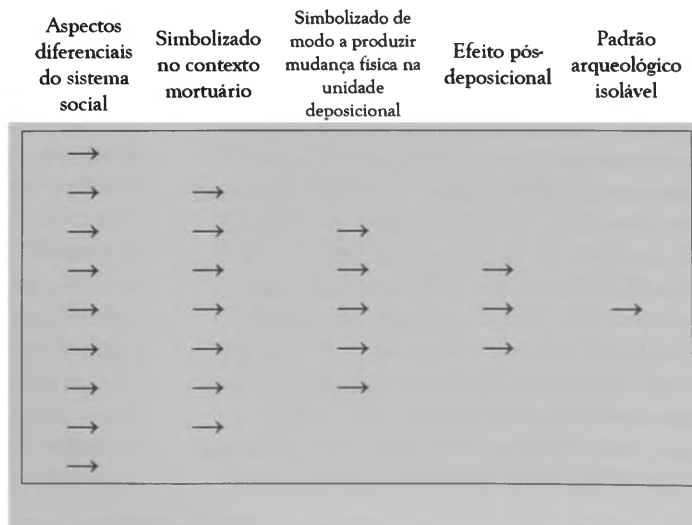 Aspectos
diferenciais
do sistema
social
Simbolizado
no contexto
mortuário
Simbolizado de
modo a produzir
mudança física na
unidade
deposicional
Efeito pós-
deposicional
Padrão
arqueológico
isolável
→
→ →
→ → →
→ → → →
→ → → → →
→ → → →
→ → →
→ →
→